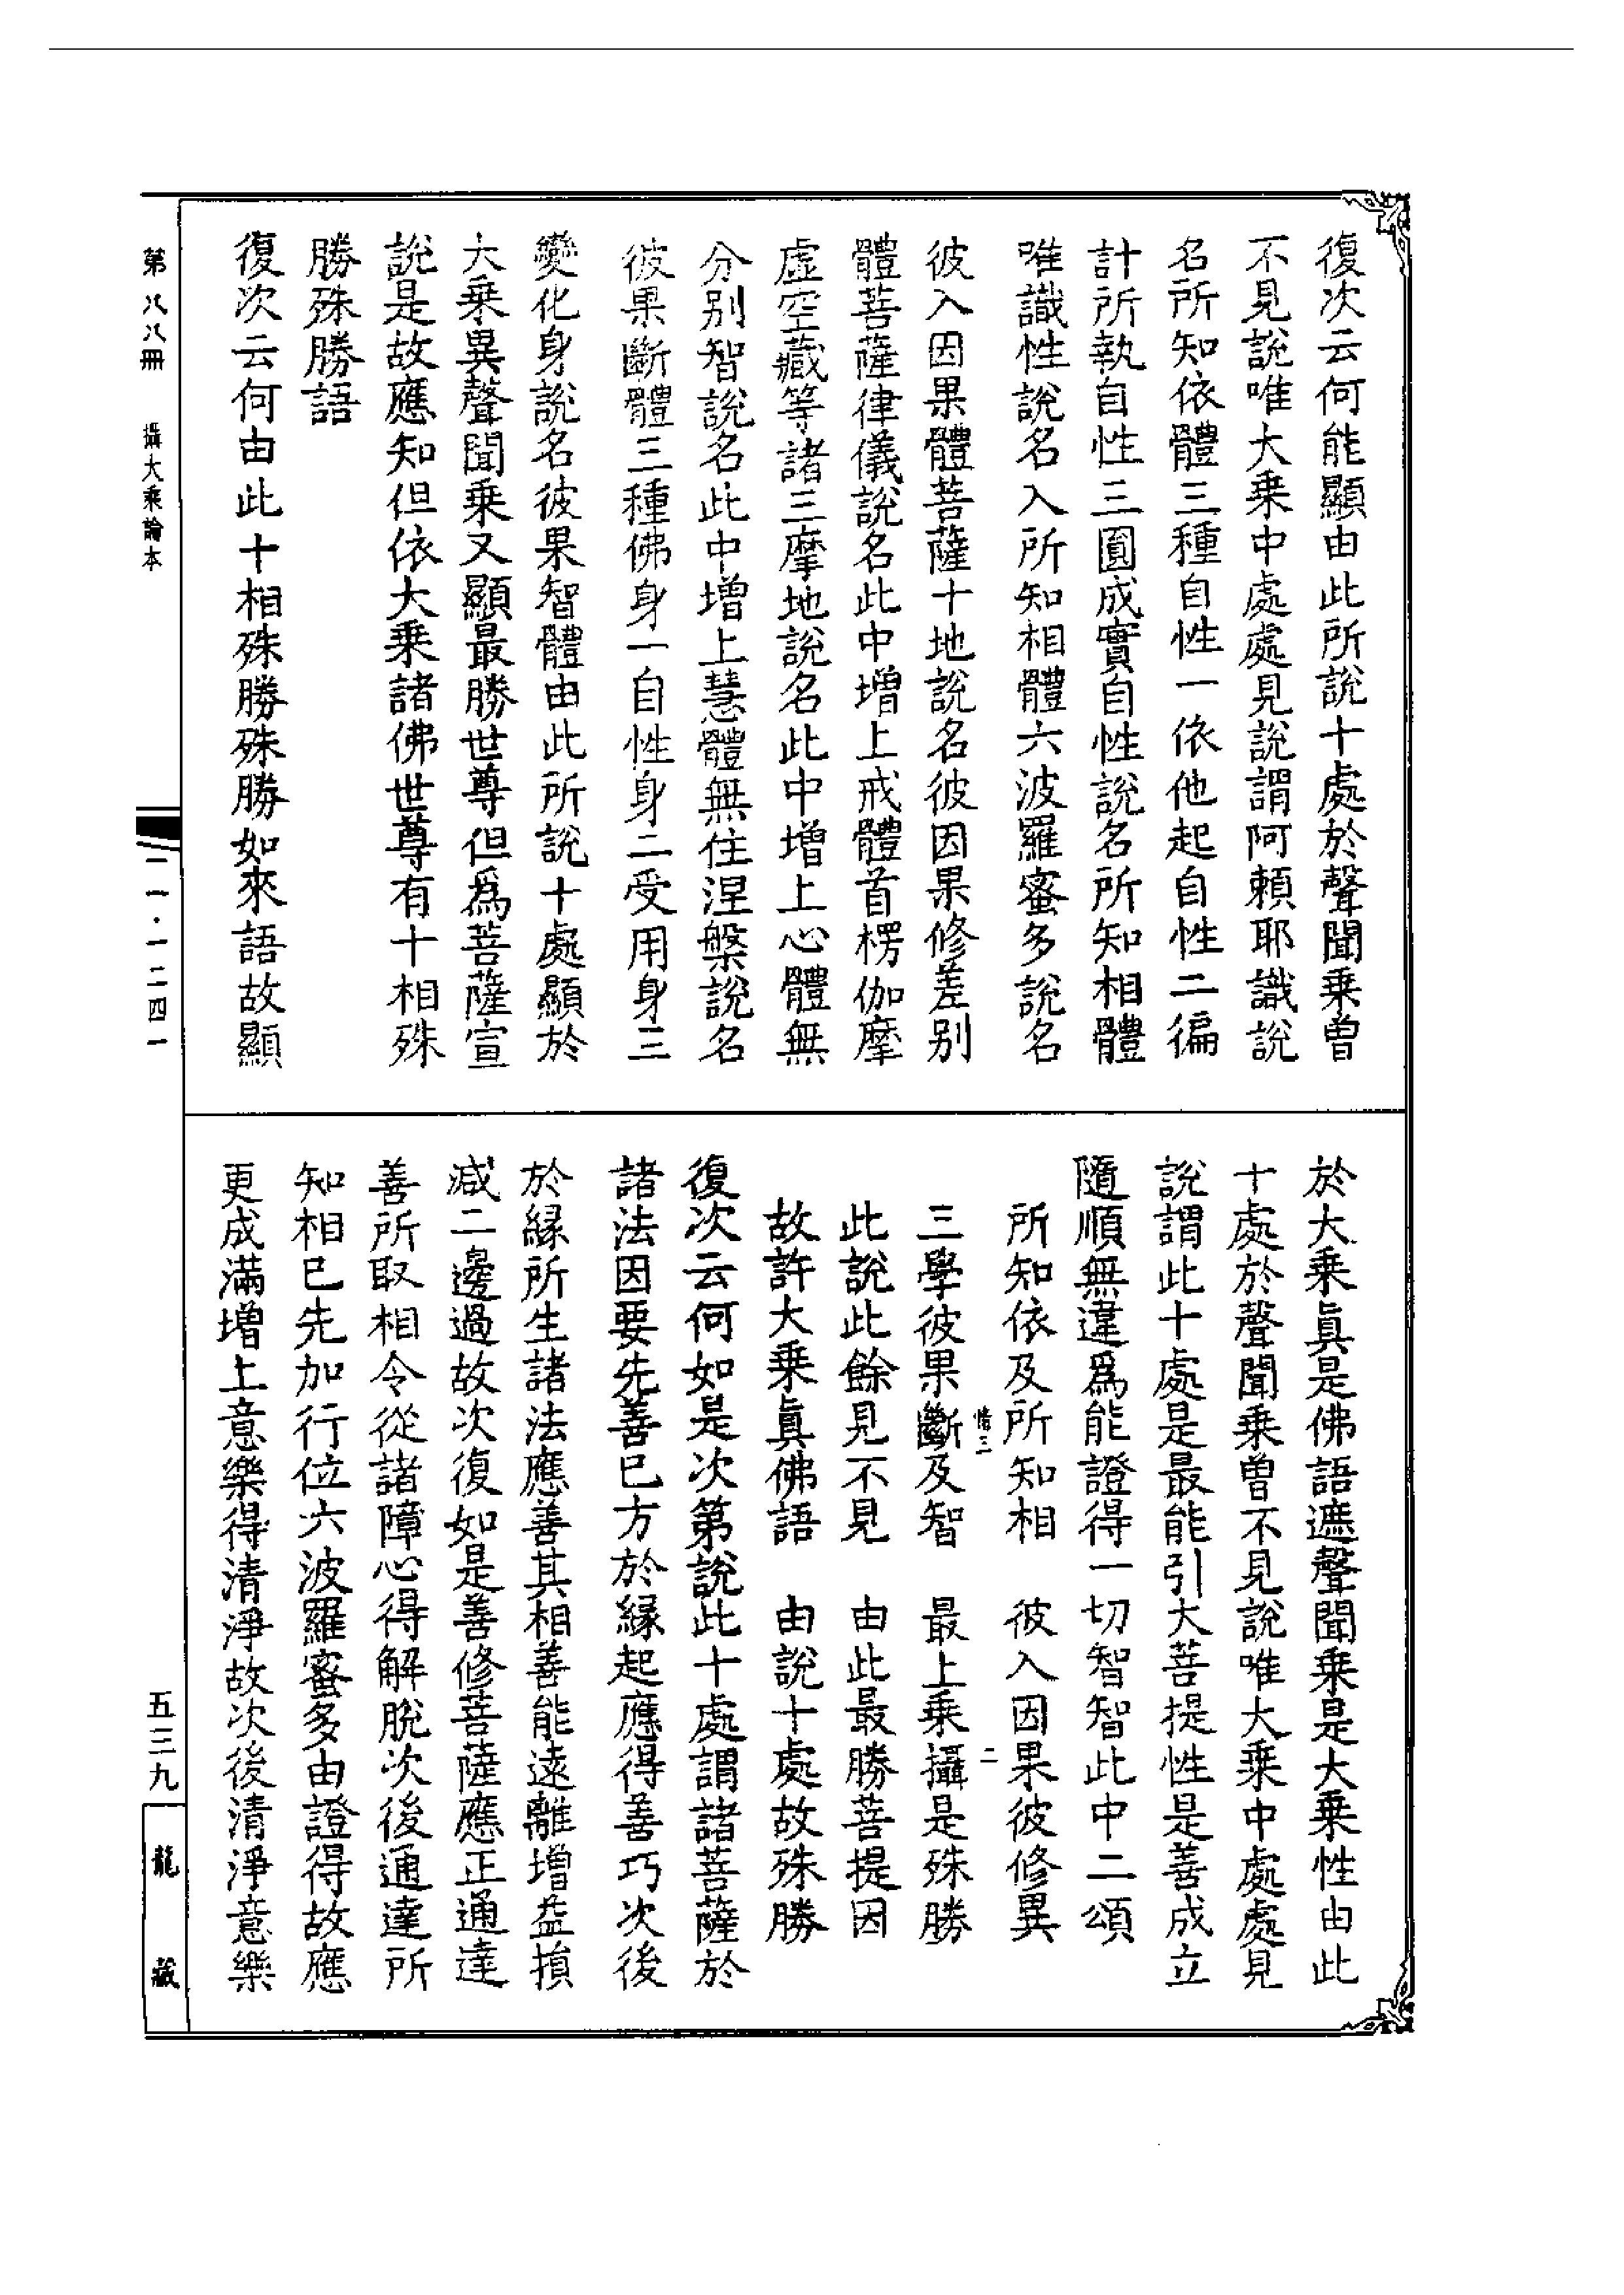 復次云何能顯由此所說十處於聲聞乗曾
不見說唯大乗中處處見說謂阿賴耶識說
名所知依體三種自性一依他起自性二徧
計所執自性三圓成實自性說名所知相體
唯識性說名入所知相體六波羅蜜多說名
彼入因果體菩薩十地說名彼因果修差别
體菩薩律儀說名此中增上戒體首楞伽摩
虛空藏等諸三摩地說名此中增上心體無
分别智說名此中增上慧體無住涅槃說名
彼果斷體三種佛身一自性身二受用身三
變化身說名彼果智體由此所說十處顯於
大乗異聲聞乗又顯最勝世尊但爲菩薩宣
說是故應知但依大乗諸佛世尊有十相殊
勝殊勝語
復次云何由此十相殊勝殊勝如來語故顯
於大乗眞是佛語遮聲聞乗是大乗性由此
十處於聲聞乗曾不見說唯大乗中處處見
說謂此十處是最能引大菩提性是善成立
隨順無違爲能證得一切智智此中二頌
所知依及所知相　彼入因果彼修異
三學彼果斷及智　最上乗攝是殊勝
此說此餘見不見　由此最勝菩提因
故許大乗眞佛語　由說十處故殊勝
復次云何如是次第說此十處謂諸菩薩於
諸法因要先善已方於緣起應得善巧次後
於緣所生諸法應善其相善能遠離增益損
减二邊過故次復如是善修菩薩應正通達
善所取相令從諸障心得解脫次後通達所
知相已先加行位六波羅蜜多由證得故應
更成滿增上意樂得清淨故次後清淨意樂
第八八冊　攝大乗論本
二一·一二四一
五三九
龍藏
二